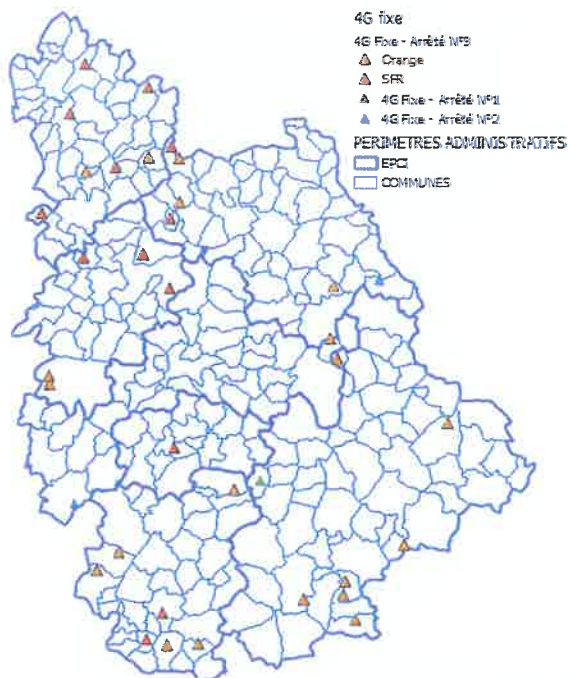 4G fixe
4G Fixe - Arrêté N°3
Orange
SFR
4G Fixe - Arrêté N°1
4G Fixe - Arrêté N°2
PERIMETRES ADMINISTRATIFS
EPCI
COMMUNES